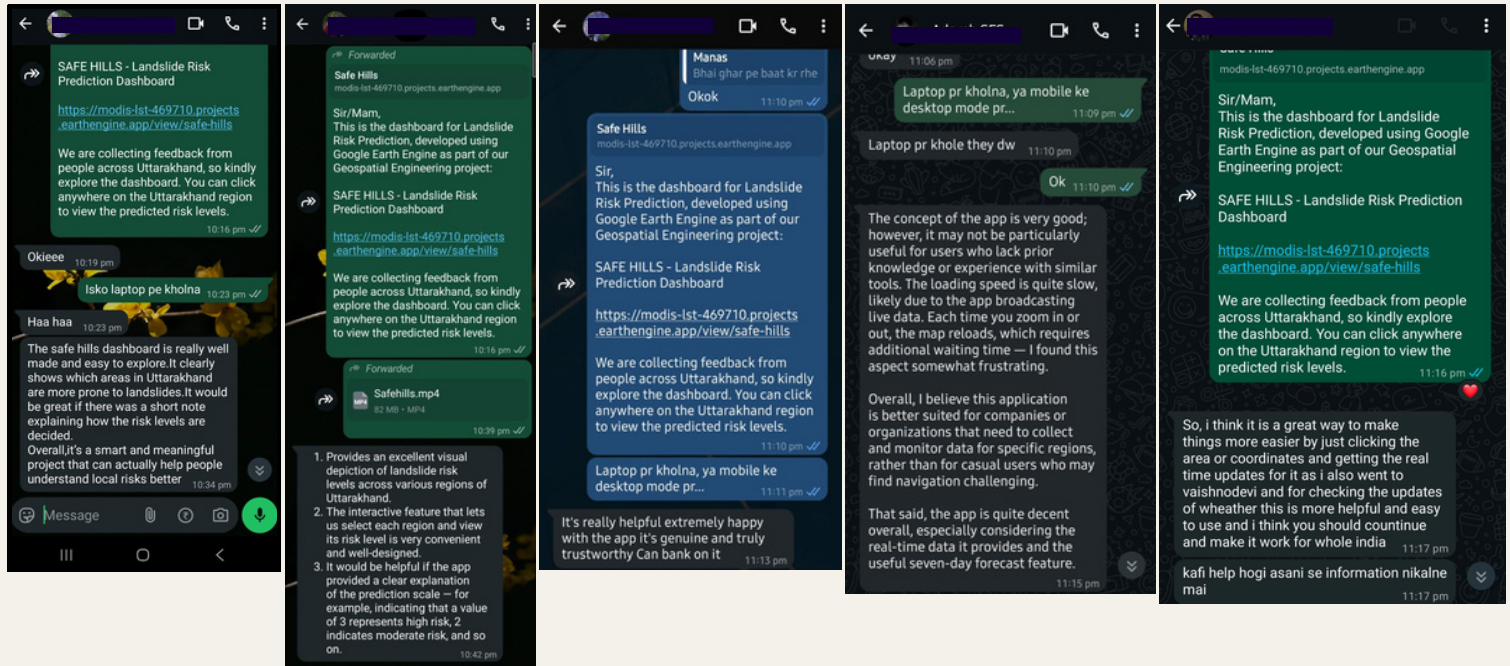 SAFE HILLS - Landslide Risk
Prediction Dashboard
https://modis-lst-469710.projects
.earthengine.app/view/safe-hills
We are collecting feedback from
people across Uttarakhand, so kindly
explore the dashboard. You can click
anywhere on the Uttarakhand region
to view the predicted risk levels.
10:16 pm
Okieee 10:19 pm
Isko laptop pe kholna 10:23 pm
Haa haa 10:23 pm
The safe hills dashboard is really well
made and easy to explore.It clearly
shows which areas in Uttarakhand
are more prone to landslides.It would
be great if there was a short note
explaining how the risk levels are
decided.
Overall,it's a smart and meaningful
project that can actually help people
understand local risks better 10:34 pm
Message
Forwarded
Safe Hills
modis-lst-469710.projects.earthengine.app
Sir/Mam,
This is the dashboard for Landslide
Risk Prediction, developed using
Google Earth Engine as part of our
Geospatial Engineering project:
SAFE HILLS - Landslide Risk
Prediction Dashboard
https://modis-lst-469710.projects
.earthengine.app/view/safe-hills
We are collecting feedback from
people across Uttarakhand, so kindly
explore the dashboard. You can click
anywhere on the Uttarakhand region
to view the predicted risk levels.
10:16 pm
Forwarded
Safehills.mp4
MP4
82 MB • MP4
10:39 pm
1. Provides an excellent visual
depiction of landslide risk
levels across various regions of
Uttarakhand.
2. The interactive feature that lets
us select each region and view
its risk level is very convenient
and well-designed.
3. It would be helpful if the app
provided a clear explanation
of the prediction scale — for
example, indicating that a value
of 3 represents high risk, 2
indicates moderate risk, and so
on.
10:42 pm
Manas
Bhai ghar pe baat kr rhe
Okok 11:10 pm
Safe Hills
modis-lst-469710.projects.earthengine.app
Sir,
This is the dashboard for Landslide
Risk Prediction, developed using
Google Earth Engine as part of our
Geospatial Engineering project:
SAFE HILLS - Landslide Risk
Prediction Dashboard
https://modis-lst-469710.projects
.earthengine.app/view/safe-hills
We are collecting feedback from
people across Uttarakhand, so kindly
explore the dashboard. You can click
anywhere on the Uttarakhand region
to view the predicted risk levels.
11:10 pm
Laptop pr kholna, ya mobile ke
desktop mode pr... 11:11 pm
It's really helpful extremely happy
with the app it's genuine and truly
trustworthy Can bank on it 11:13 pm
okay 11:06 pm
Laptop pr kholna, ya mobile ke
desktop mode pr... 11:09 pm
Laptop pr khole they dw 11:10 pm
Ok 11:10 pm
The concept of the app is very good;
however, it may not be particularly
useful for users who lack prior
knowledge or experience with similar
tools. The loading speed is quite slow,
likely due to the app broadcasting
live data. Each time you zoom in or
out, the map reloads, which requires
additional waiting time — I found this
aspect somewhat frustrating.
Overall, I believe this application
is better suited for companies or
organizations that need to collect
and monitor data for specific regions,
rather than for casual users who may
find navigation challenging.
That said, the app is quite decent
overall, especially considering the
real-time data it provides and the
useful seven-day forecast feature.
11:15 pm
Safe Hills
modis-lst-469710.projects.earthengine.app
Sir/Mam,
This is the dashboard for Landslide
Risk Prediction, developed using
Google Earth Engine as part of our
Geospatial Engineering project:
SAFE HILLS - Landslide Risk Prediction
Dashboard
https://modis-lst-469710.projects
.earthengine.app/view/safe-hills
We are collecting feedback from people
across Uttarakhand, so kindly explore
the dashboard. You can click anywhere
on the Uttarakhand region to view the
predicted risk levels. 11:16 pm
So, i think it is a great way to make
things more easier by just clicking the
area or coordinates and getting the real
time updates for it as i also went to
vaishnodevi and for checking the updates
of wheather this is more helpful and easy
to use and i think you should countinue
and make it work for whole india 11:17 pm
kafi help hogi asani se information nikalne
mai 11:17 pm